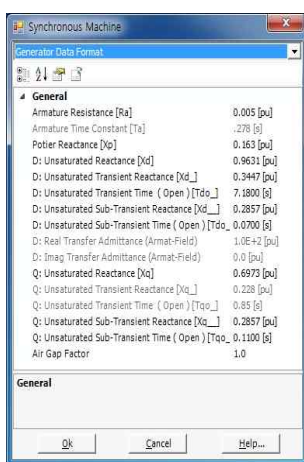 Synchronous Machine
Generator Data Format
General
Armature Resistance [Ra] 0.005 [pu]
Armature Time Constant [Ta] .278 [s]
Potier Reactance [Xp] 0.163 [pu]
D: Unsaturated Reactance [Xd] 0.9631 [pu]
D: Unsaturated Transient Reactance [Xd_] 0.3447 [pu]
D: Unsaturated Transient Time ( Open ) [Tdo_ 7.1800 [s]
D: Unsaturated Sub-Transient Reactance [Xd__] 0.2857 [pu]
D: Unsaturated Sub-Transient Time ( Open ) [Tdo_ 0.0700 [s]
D: Real Transfer Admittance (Armat-Field) 1.0E+2 [pu]
D: Imag Transfer Admittance (Armat-Field) 0.0 [pu]
Q: Unsaturated Reactance [Xq] 0.6973 [pu]
Q: Unsaturated Transient Reactance [Xq_] 0.228 [pu]
Q: Unsaturated Transient Time ( Open ) [Tqo_] 0.85 [s]
Q: Unsaturated Sub-Transient Reactance [Xq__] 0.2857 [pu]
Q: Unsaturated Sub-Transient Time ( Open ) [Tqo_ 0.1100 [s]
Air Gap Factor 1.0
General
Ok Cancel Help...